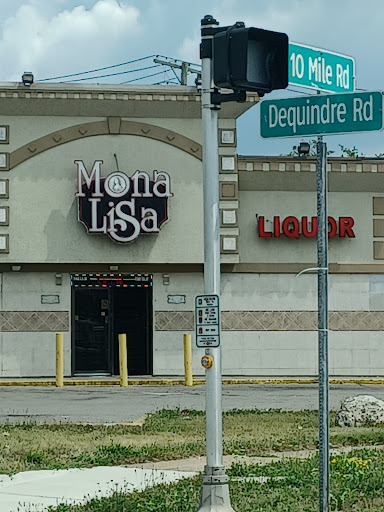 10 Mile Rd
Dequindre Rd
Mona
LiSa
LIQUOR